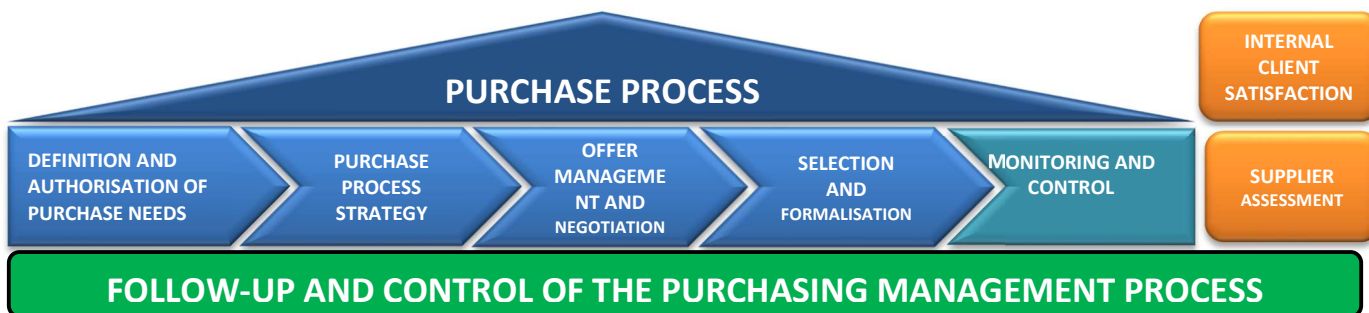 PURCHASE PROCESS
INTERNAL
CLIENT
SATISFACTION
DEFINITION AND
AUTHORISATION OF
PURCHASE NEEDS
PURCHASE
PROCESS
STRATEGY
OFFER
MANAGEME
NT AND
NEGOTIATION
SELECTION
AND
FORMALISATION
MONITORING AND
CONTROL
SUPPLIER
ASSESSMENT
FOLLOW-UP AND CONTROL OF THE PURCHASING MANAGEMENT PROCESS